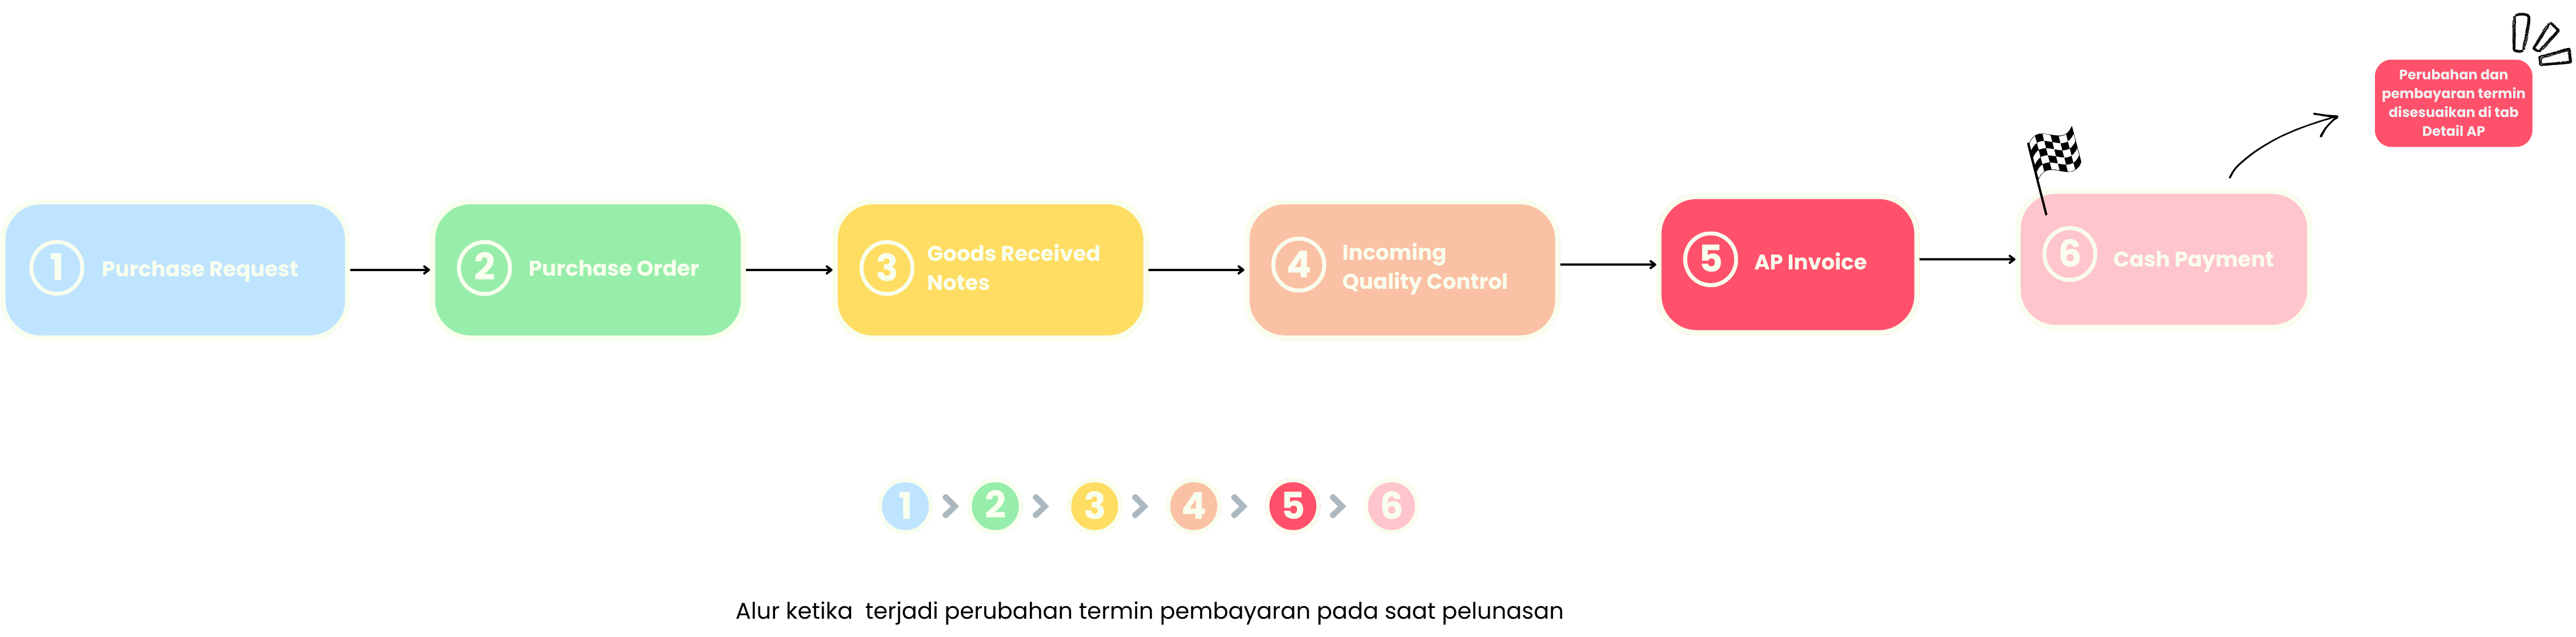 Perubahan dan
pembayaran termin
disesuaikan di tab
Detail AP
1 Purchase Request
2 Purchase Order
3 Goods Received
Notes
4 Incoming
Quality Control
5 AP Invoice
6 Cash Payment
1 2 3 4 5 6
Alur ketika terjadi perubahan termin pembayaran pada saat pelunasan